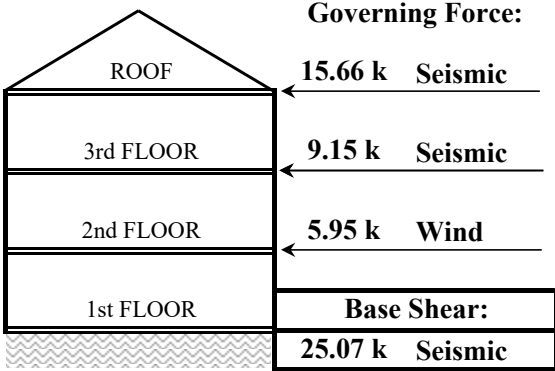 Governing Force:
ROOF
15.66 k Seismic
3rd FLOOR
9.15 k Seismic
2nd FLOOR
5.95 k Wind
1st FLOOR
Base Shear:
25.07 k Seismic